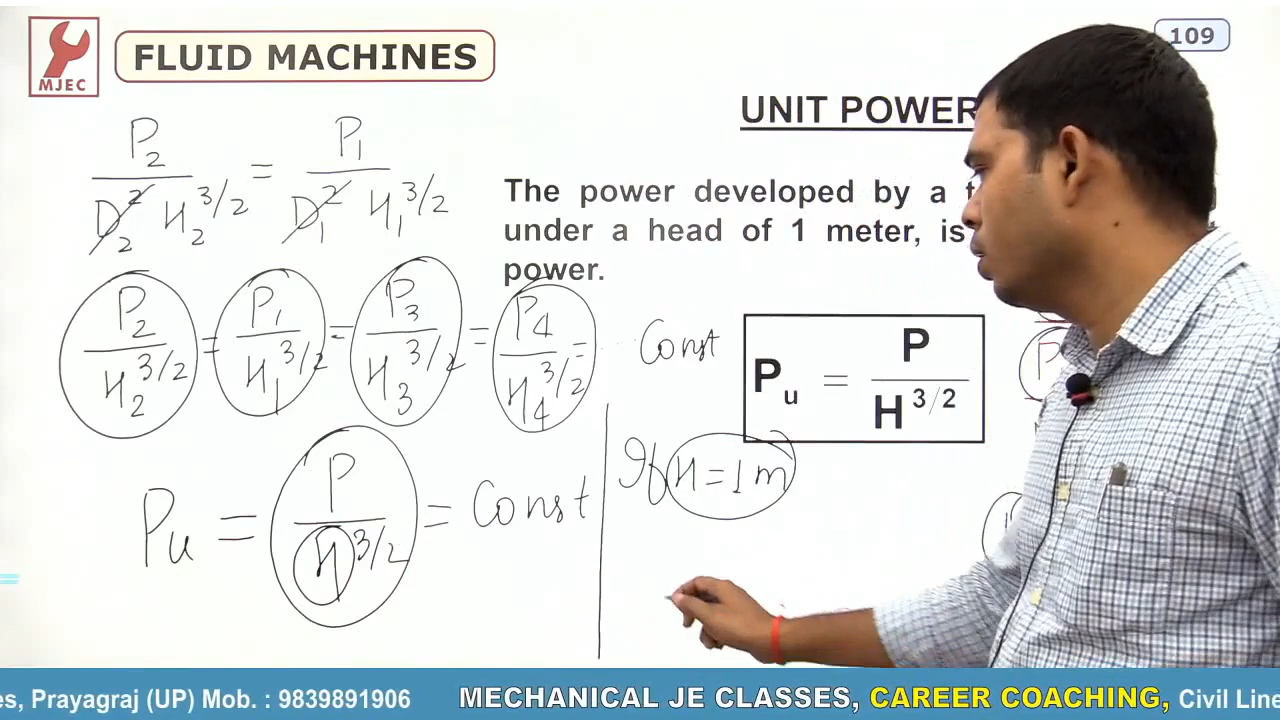 MJEC
FLUID MACHINES
109
UNIT POWER
P₂ / D₂² H₂^3/2 = P₁ / D₁² H₁^3/2
The power developed by a
under a head of 1 meter, is
power.
P₂ / H₂^3/2 = P₁ / H₁^3/2 = P₃ / H₃^3/2 = P₄ / H₄^3/2 = Const
Pu = P / H^3/2
If H = 1 m
Pu = P / H^3/2 = Const
Prayagraj (UP) Mob. : 9839891906 MECHANICAL JE CLASSES, CAREER COACHING, Civil